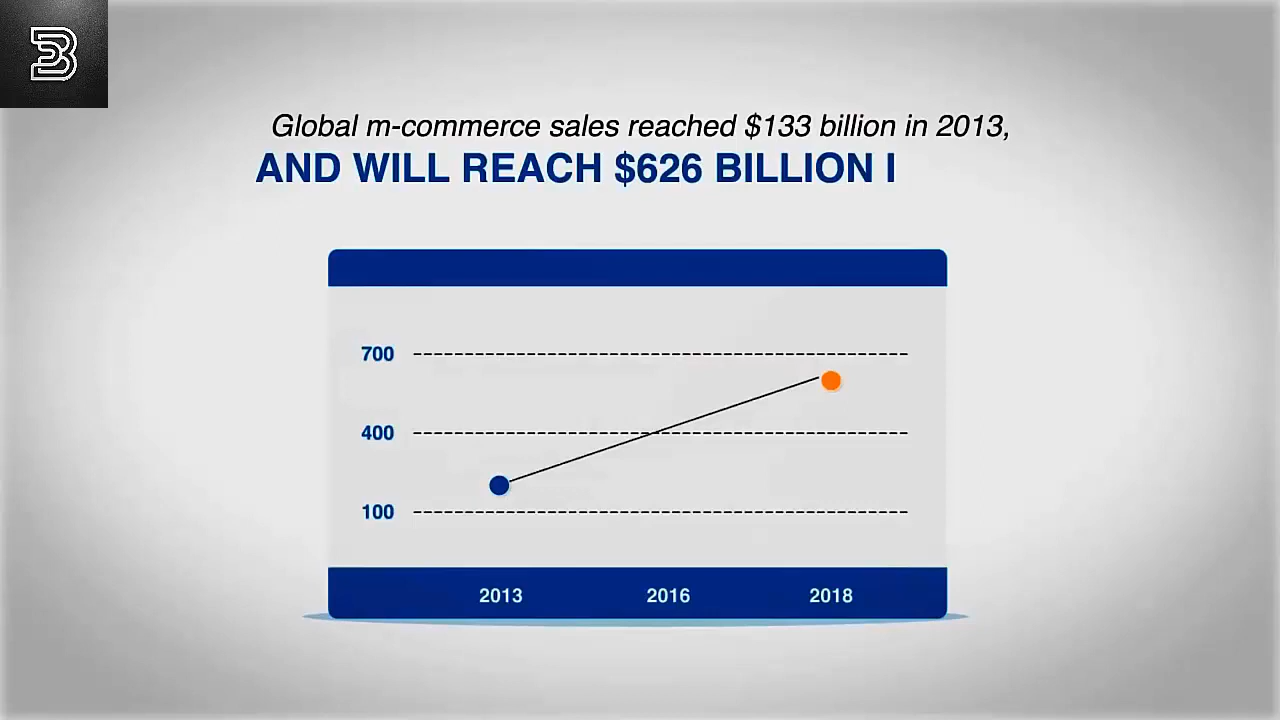 B
Global m-commerce sales reached $133 billion in 2013,
AND WILL REACH $626 BILLION I
700
400
100
2013 2016 2018